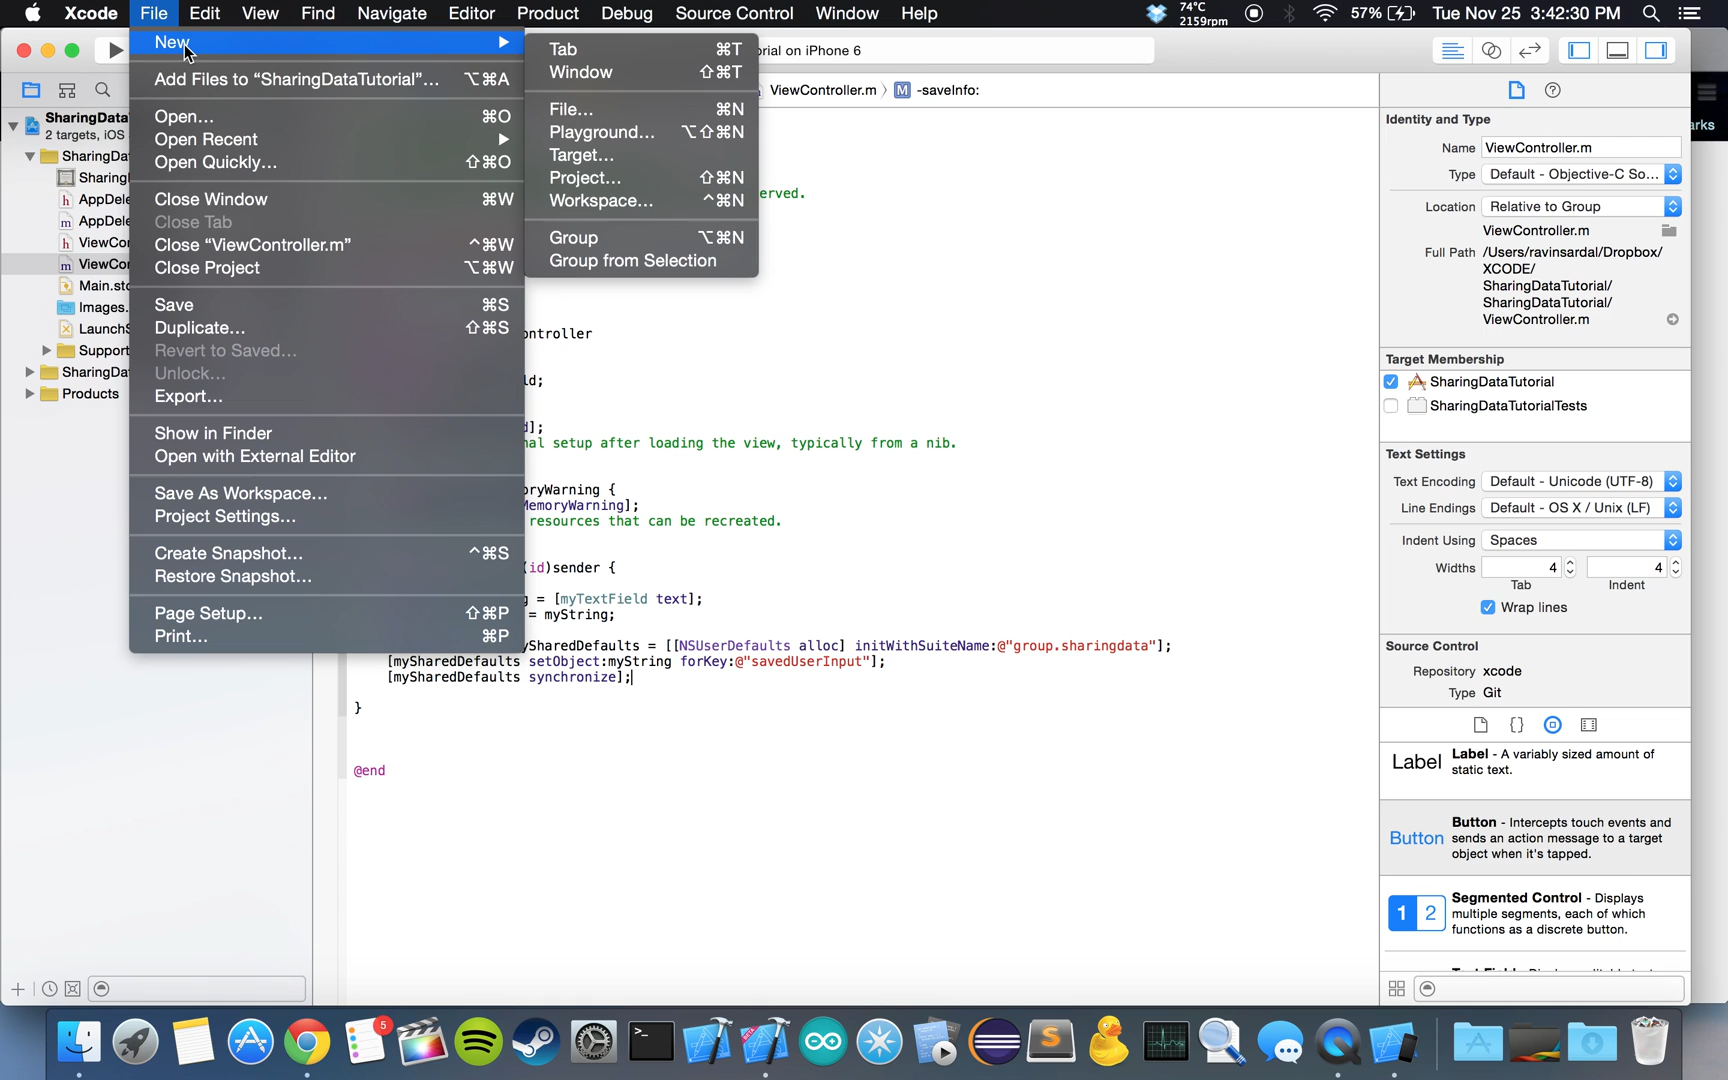 Xcode File Edit View Find Navigate Editor Product Debug Source Control Window Help 74°C 2159rpm 57% Tue Nov 25 3:42:30 PM
New
Add Files to “SharingDataTutorial”... ⌥⌘A
Open... ⌘O
Open Recent
Open Quickly... ⇧⌘O
Close Window ⌘W
Close Tab
Close “ViewController.m” ^⌘W
Close Project ⌥⌘W
Save ⌘S
Duplicate... ⇧⌘S
Revert to Saved...
Unlock...
Export...
Show in Finder
Open with External Editor
Save As Workspace...
Project Settings...
Create Snapshot... ^⌘S
Restore Snapshot...
Page Setup... ⇧⌘P
Print... ⌘P
Tab ⌘T
Window ⇧⌘T
File... ⌘N
Playground... ⌥⇧⌘N
Target...
Project... ⇧⌘N
Workspace... ^⌘N
Group ⌥⌘N
Group from Selection
rial on iPhone 6
ViewController.m 〉 M -saveInfo:
SharingData
2 targets, iOS
SharingDat
Sharing
h AppDele
m AppDele
h ViewCon
m ViewCon
Main.sto
Images.
LaunchS
Support
SharingDat
Products
erved.
ontroller
ld;
d];
nal setup after loading the view, typically from a nib.
oryWarning {
MemoryWarning];
resources that can be recreated.
(id)sender {
g = [myTextField text];
= myString;
ySharedDefaults = [[NSUserDefaults alloc] initWithSuiteName:@"group.sharingdata"];
[mySharedDefaults setObject:myString forKey:@"savedUserInput"];
[mySharedDefaults synchronize];
}
@end
Identity and Type
Name ViewController.m
Type Default - Objective-C So...
Location Relative to Group
ViewController.m
Full Path /Users/ravinsardal/Dropbox/
XCODE/
SharingDataTutorial/
SharingDataTutorial/
ViewController.m
Target Membership
SharingDataTutorial
SharingDataTutorialTests
Text Settings
Text Encoding Default - Unicode (UTF-8)
Line Endings Default - OS X / Unix (LF)
Indent Using Spaces
Widths 4 4
Tab Indent
Wrap lines
Source Control
Repository xcode
Type Git
{}
Label Label - A variably sized amount of
static text.
Button Button - Intercepts touch events and
sends an action message to a target
object when it's tapped.
1 2 Segmented Control - Displays
multiple segments, each of which
functions as a discrete button.
arks
5